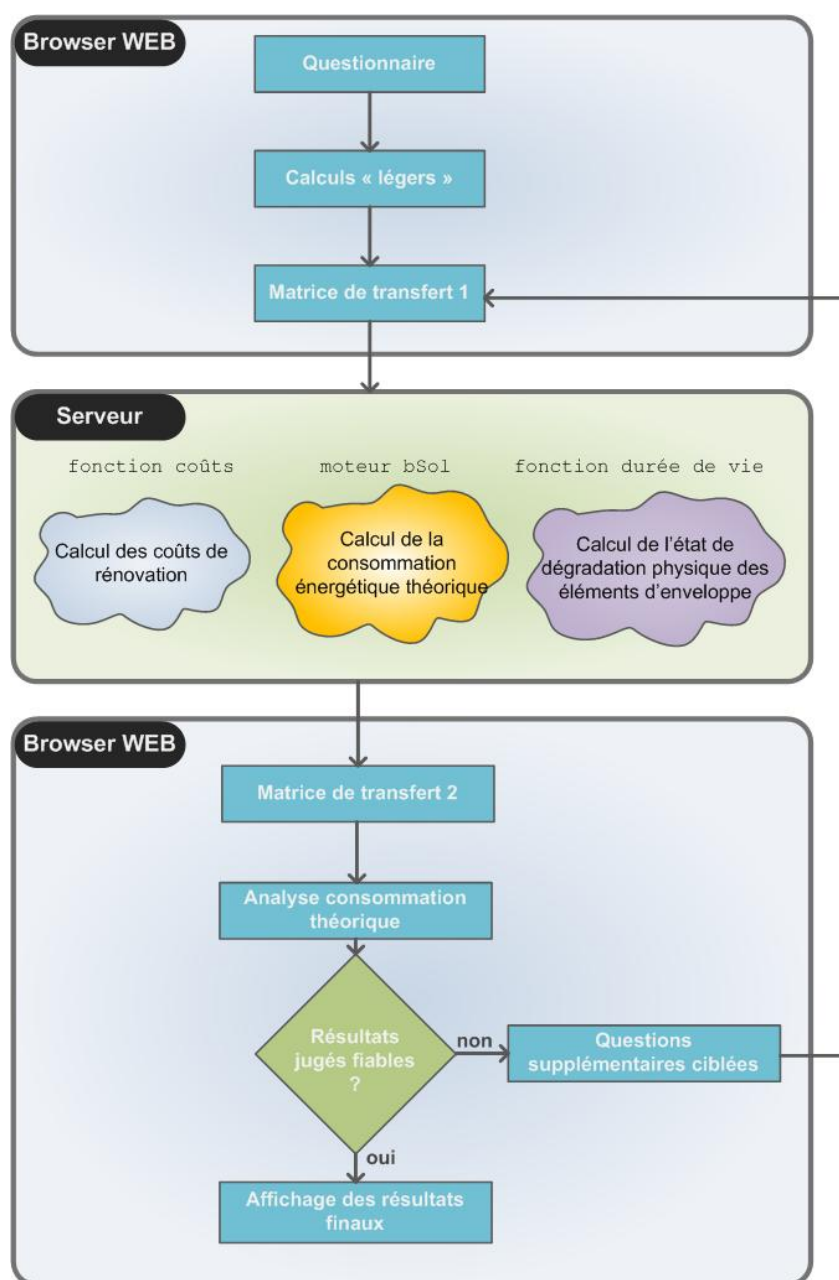 Browser WEB
Questionnaire
Calculs « légers »
Matrice de transfert 1
Serveur
fonction coûts
moteur bSol
fonction durée de vie
Calcul des coûts de
rénovation
Calcul de la
consommation
énergétique théorique
Calcul de l'état de
dégradation physique des
éléments d'enveloppe
Browser WEB
Matrice de transfert 2
Analyse consommation
théorique
Résultats
jugés fiables
?
non
Questions
supplémentaires ciblées
oui
Affichage des résultats
finaux